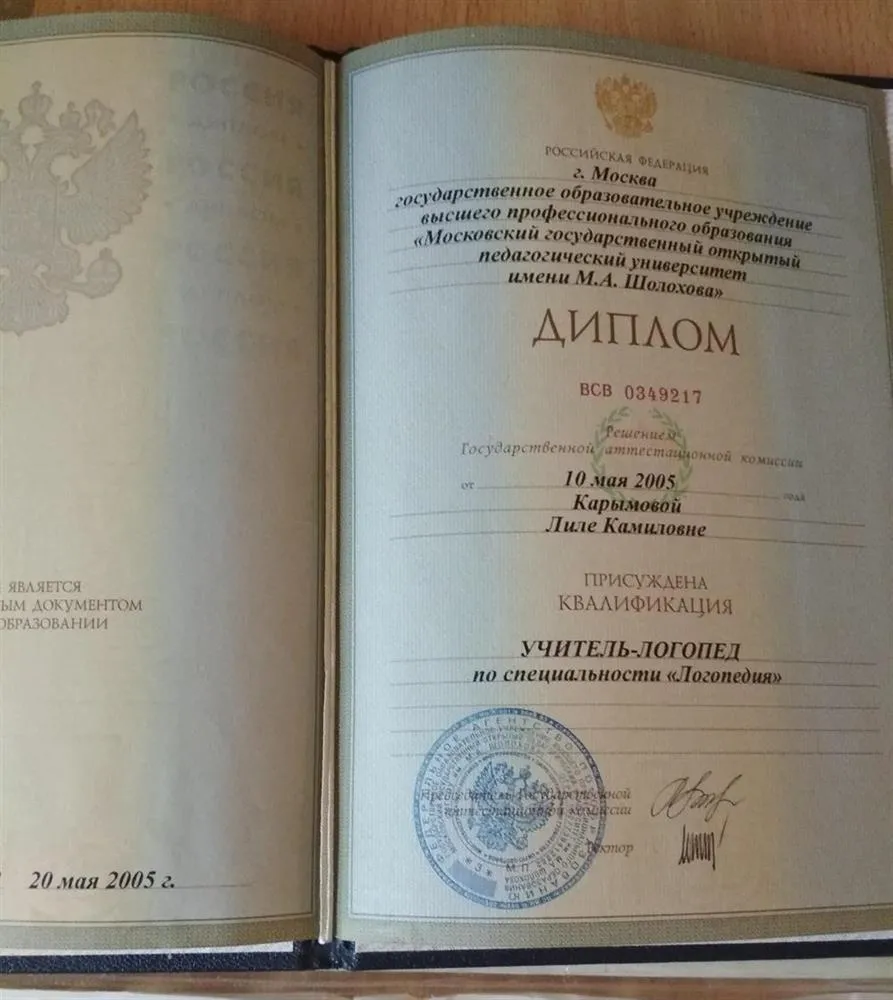 ЯВЛЯЕТСЯ
ЫМ ДОКУМЕНТОМ
ОБРАЗОВАНИИ
20 мая 2005 г.
РОССИЙСКАЯ ФЕДЕРАЦИЯ
г. Москва
государственное образовательное учреждение
высшего профессионального образования
«Московский государственный открытый
педагогический университет
имени М.А. Шолохова»
ДИПЛОМ
ВСВ 0349217
Решением
Государственной аттестационной комиссии
от 10 мая 2005 года
Карымовой
Лиле Камиловне
ПРИСУЖДЕНА
КВАЛИФИКАЦИЯ
УЧИТЕЛЬ-ЛОГОПЕД
по специальности «Логопедия»
Председатель Государственной
аттестационной комиссии
Ректор
М.П.